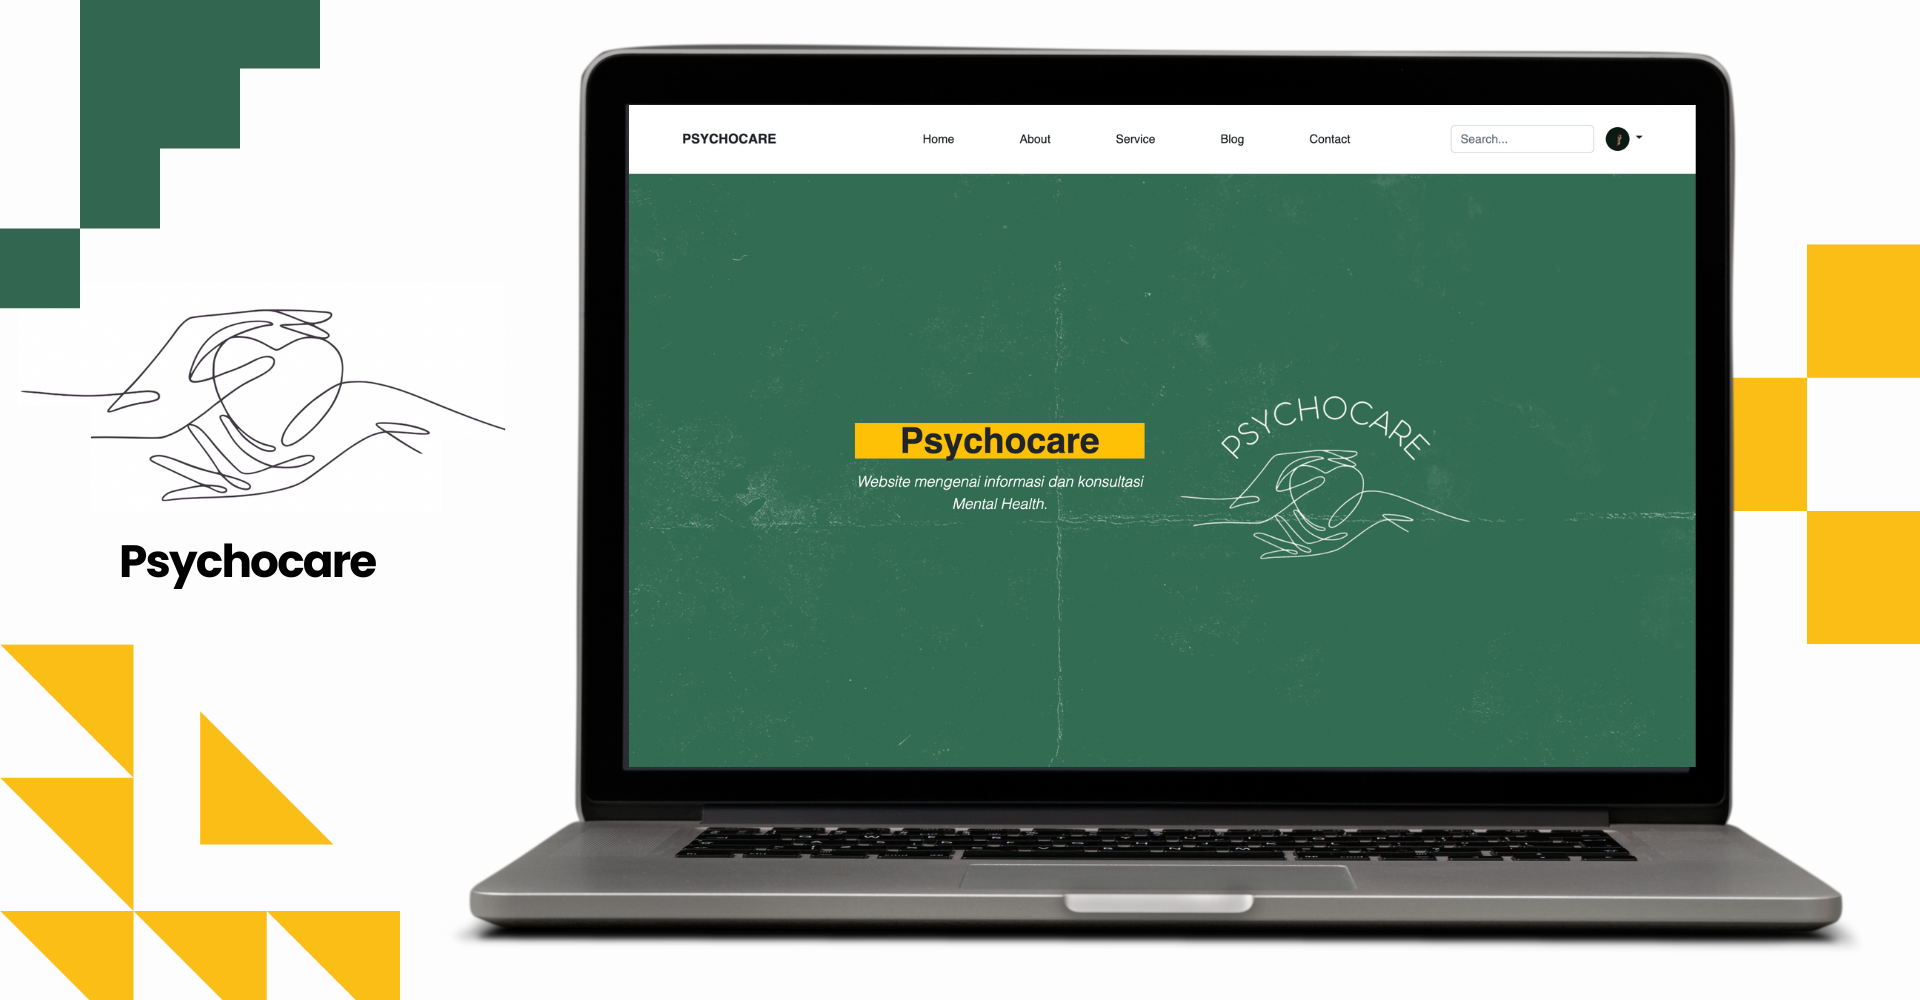 PSYCHOCARE
Home
About
Service
Blog
Contact
Search...
PSYCHOCARE
Psychocare
Website mengenai informasi dan konsultasi
Mental Health.
Psychocare